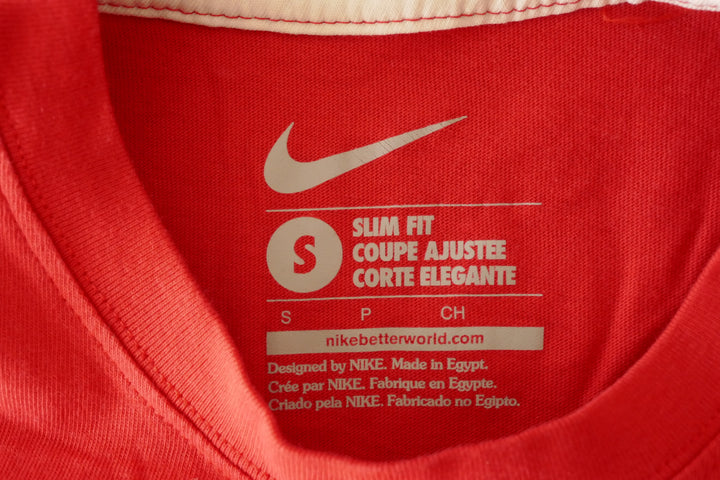 S
SLIM FIT
COUPE AJUSTEE
CORTE ELEGANTE
S P CH
nikebetterworld.com
Designed by NIKE. Made in Egypt.
Crée par NIKE. Fabrique en Egypte.
Criado pela NIKE. Fabricado no Egipto.